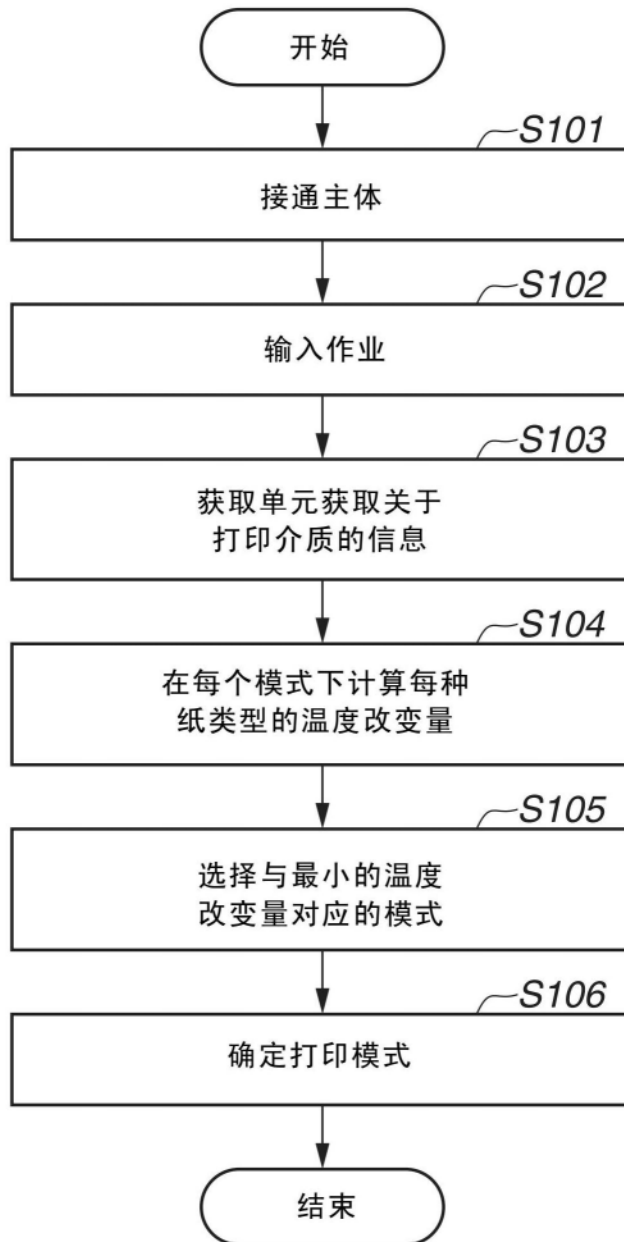 开始
S101
接通主体
S102
输入作业
S103
获取单元获取关于
打印介质的信息
S104
在每个模式下计算每种
纸类型的温度改变量
S105
选择与最小的温度
改变量对应的模式
S106
确定打印模式
结束